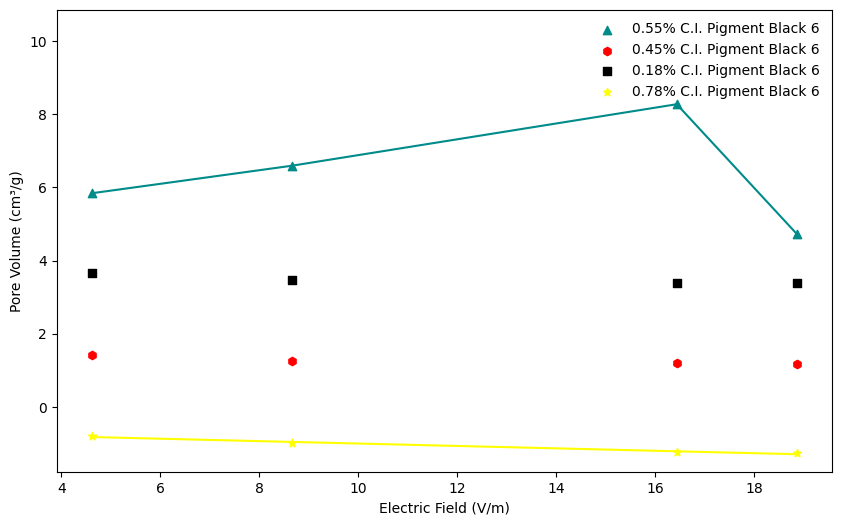 0.55% C.I. Pigment Black 6
0.45% C.I. Pigment Black 6
0.18% C.I. Pigment Black 6
0.78% C.I. Pigment Black 6
10
8
6
4
2
0
Pore Volume (cm³/g)
4 6 8 10 12 14 16 18
Electric Field (V/m)